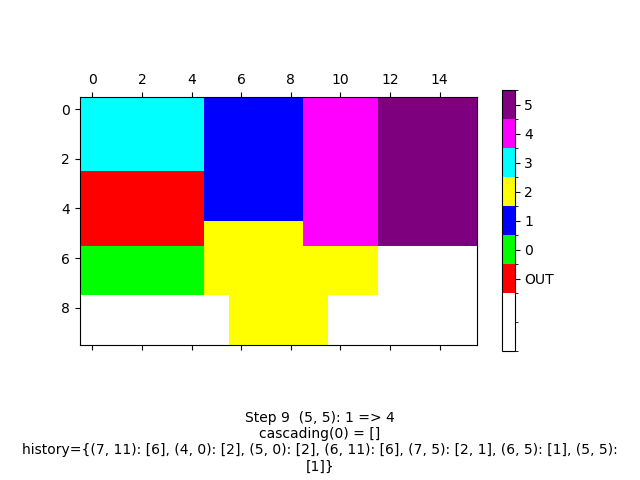 0 2 4 6 8 10 12 14
0
2
4
6
8
5
4
3
2
1
0
OUT
Step 9  (5, 5): 1 => 4
cascading(0) = []
history={(7, 11): [6], (4, 0): [2], (5, 0): [2], (6, 11): [6], (7, 5): [2, 1], (6, 5): [1], (5, 5):
[1]}